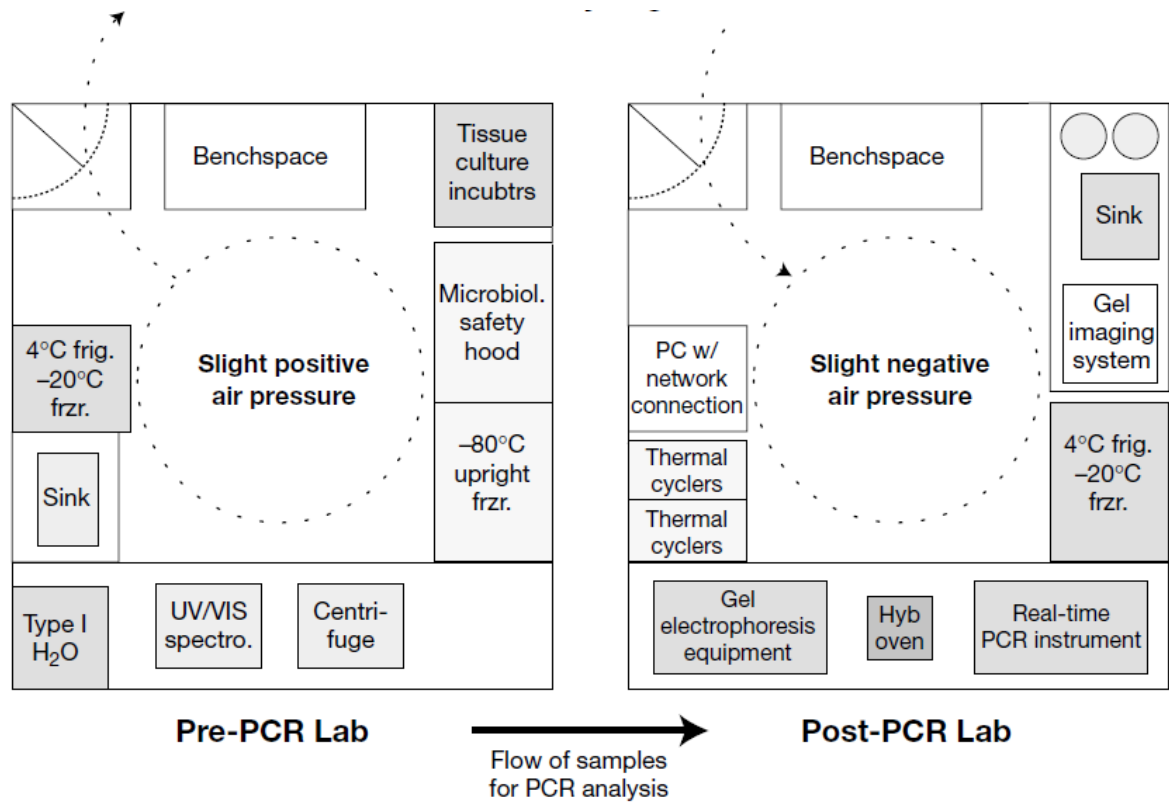 Benchspace
Tissue
culture
incubtrs
Microbiol.
safety
hood
4°C frig.
–20°C
frzr.
Slight positive
air pressure
–80°C
upright
frzr.
Sink
Type I
H₂O
UV/VIS
spectro.
Centri-
fuge
Pre-PCR Lab
Benchspace
Sink
Gel
imaging
system
PC w/
network
connection
Slight negative
air pressure
Thermal
cyclers
Thermal
cyclers
4°C frig.
–20°C
frzr.
Gel
electrophoresis
equipment
Hyb
oven
Real-time
PCR instrument
Post-PCR Lab
Flow of samples
for PCR analysis